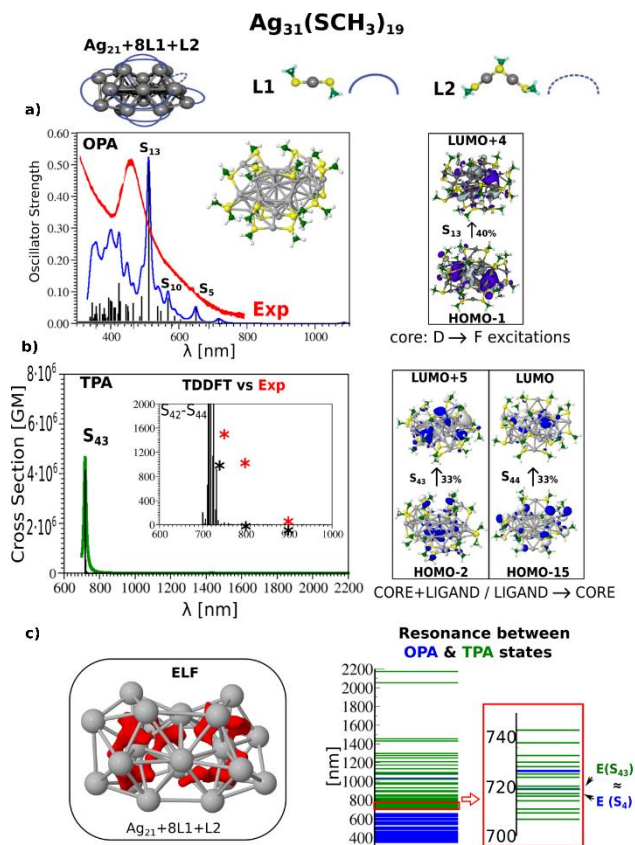 Ag31(SCH3)19
Ag21+8L1+L2
L1
L2
a)
OPA
S13
S10
S5
Exp
0.60
0.50
0.40
0.30
0.20
0.10
0.00
Oscillator Strength
400 600 800 1000
λ [nm]
LUMO+4
S13 40%
HOMO-1
core: D → F excitations
b)
TPA
TDDFT vs Exp
S43
S42-S44
8·10^6
6·10^6
4·10^6
2·10^6
0
Cross Section [GM]
2000
1600
1200
800
400
0
600 700 800 900 1000
600 800 1000 1200 1400 1600 1800 2000 2200
λ [nm]
LUMO+5 LUMO
S43 33% S44 33%
HOMO-2 HOMO-15
CORE+LIGAND / LIGAND → CORE
c)
ELF
Ag21+8L1+L2
Resonance between
OPA & TPA states
2200
2000
1800
1600
1400
1200
1000
800
600
400
[nm]
740
720
700
E(S43)
≈
E (S4)